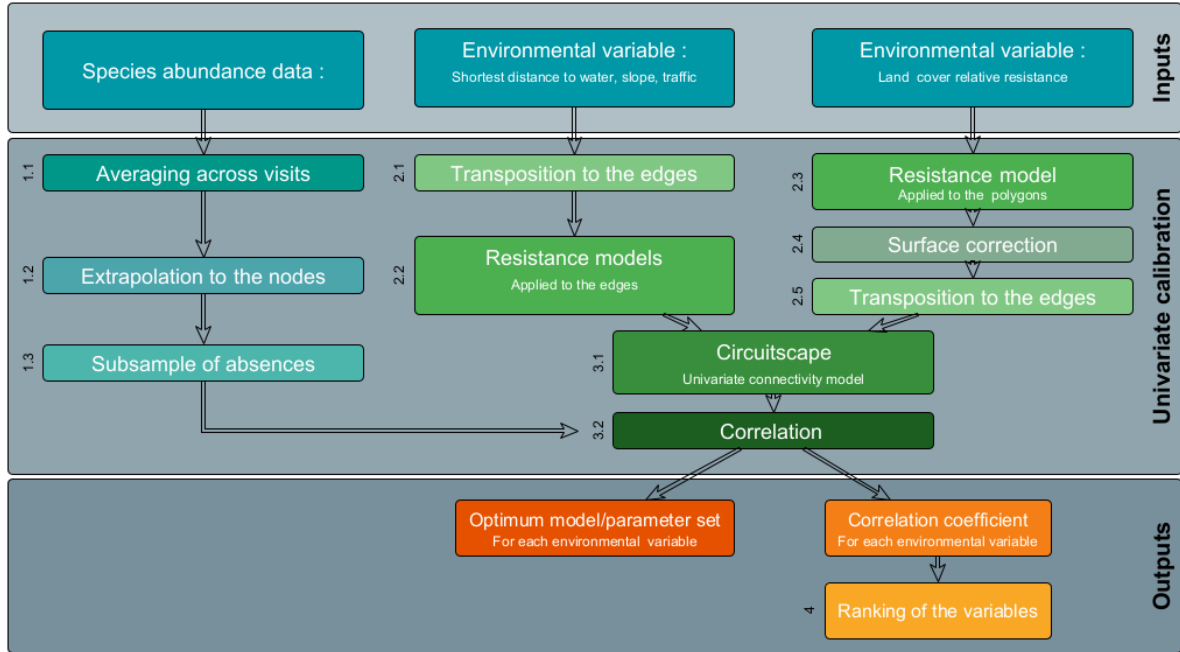 Inputs
Species abundance data :
Environmental variable :
Shortest distance to water, slope, traffic
Environmental variable :
Land cover relative resistance
Univariate calibration
1.1
Averaging across visits
1.2
Extrapolation to the nodes
1.3
Subsample of absences
2.1
Transposition to the edges
2.2
Resistance models
Applied to the edges
2.3
Resistance model
Applied to the polygons
2.4
Surface correction
2.5
Transposition to the edges
3.1
Circuitscape
Univariate connectivity model
3.2
Correlation
Outputs
Optimum model/parameter set
For each environmental variable
Correlation coefficient
For each environmental variable
4
Ranking of the variables